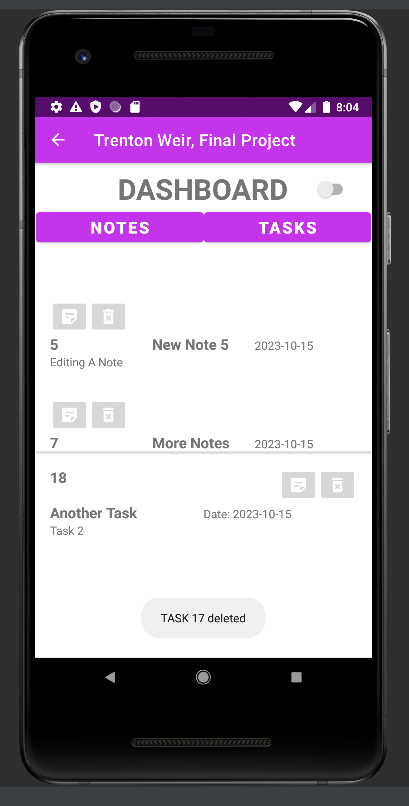 8:04
Trenton Weir, Final Project
DASHBOARD
NOTES TASKS
5 New Note 5 2023-10-15
Editing A Note
7 More Notes 2023-10-15
18
Another Task Date: 2023-10-15
Task 2
TASK 17 deleted